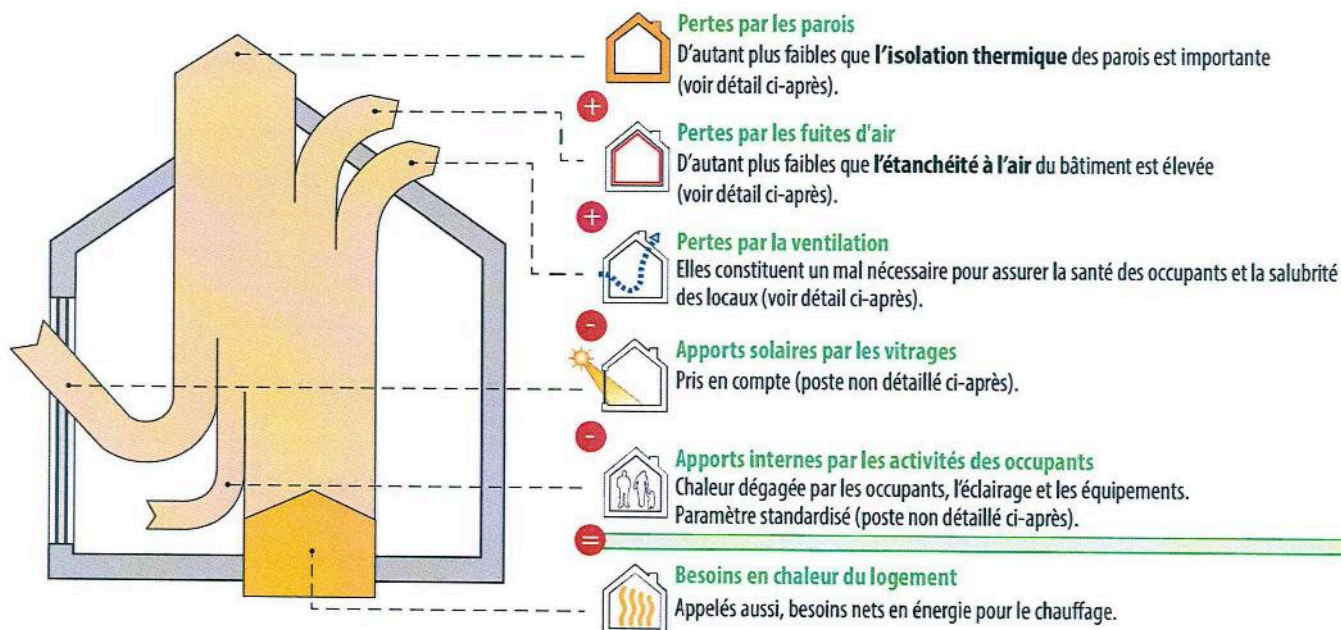 Pertes par les parois
D'autant plus faibles que l'isolation thermique des parois est importante
(voir détail ci-après).
+
Pertes par les fuites d'air
D'autant plus faibles que l'étanchéité à l'air du bâtiment est élevée
(voir détail ci-après).
+
Pertes par la ventilation
Elles constituent un mal nécessaire pour assurer la santé des occupants et la salubrité
des locaux (voir détail ci-après).
-
Apports solaires par les vitrages
Pris en compte (poste non détaillé ci-après).
-
Apports internes par les activités des occupants
Chaleur dégagée par les occupants, l'éclairage et les équipements.
Paramètre standardisé (poste non détaillé ci-après).
=
Besoins en chaleur du logement
Appelés aussi, besoins nets en énergie pour le chauffage.